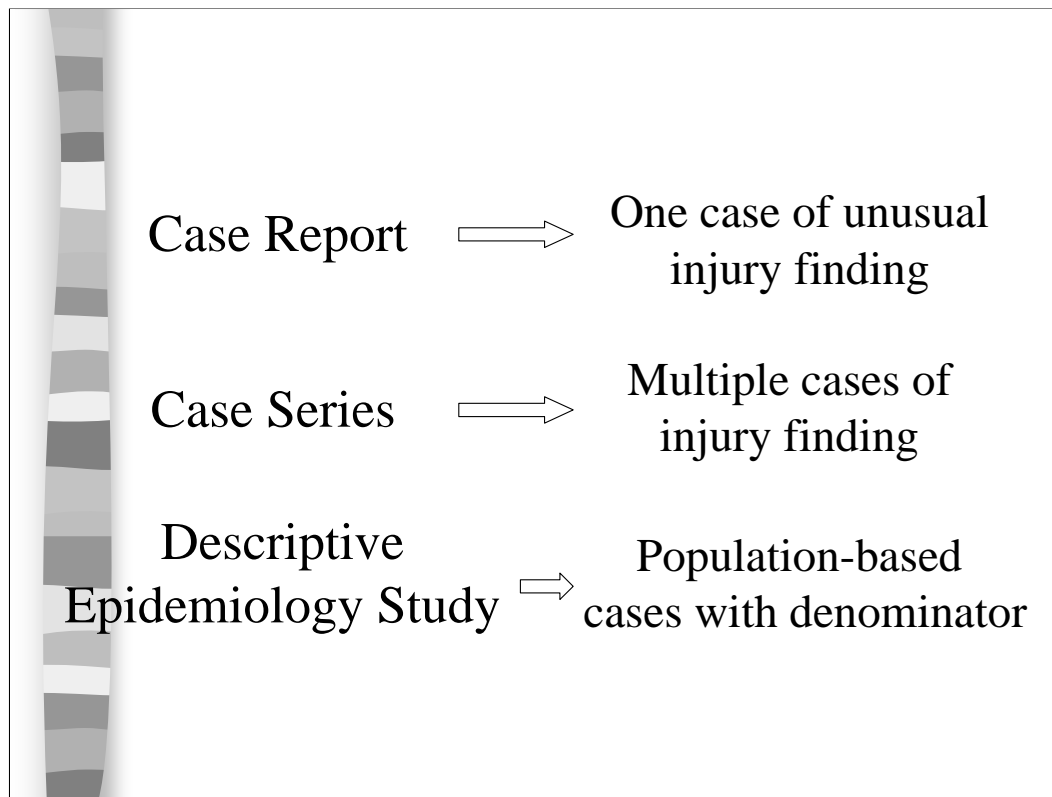 Case Report
One case of unusual
injury finding
Case Series
Multiple cases of
injury finding
Descriptive
Epidemiology Study
Population-based
cases with denominator